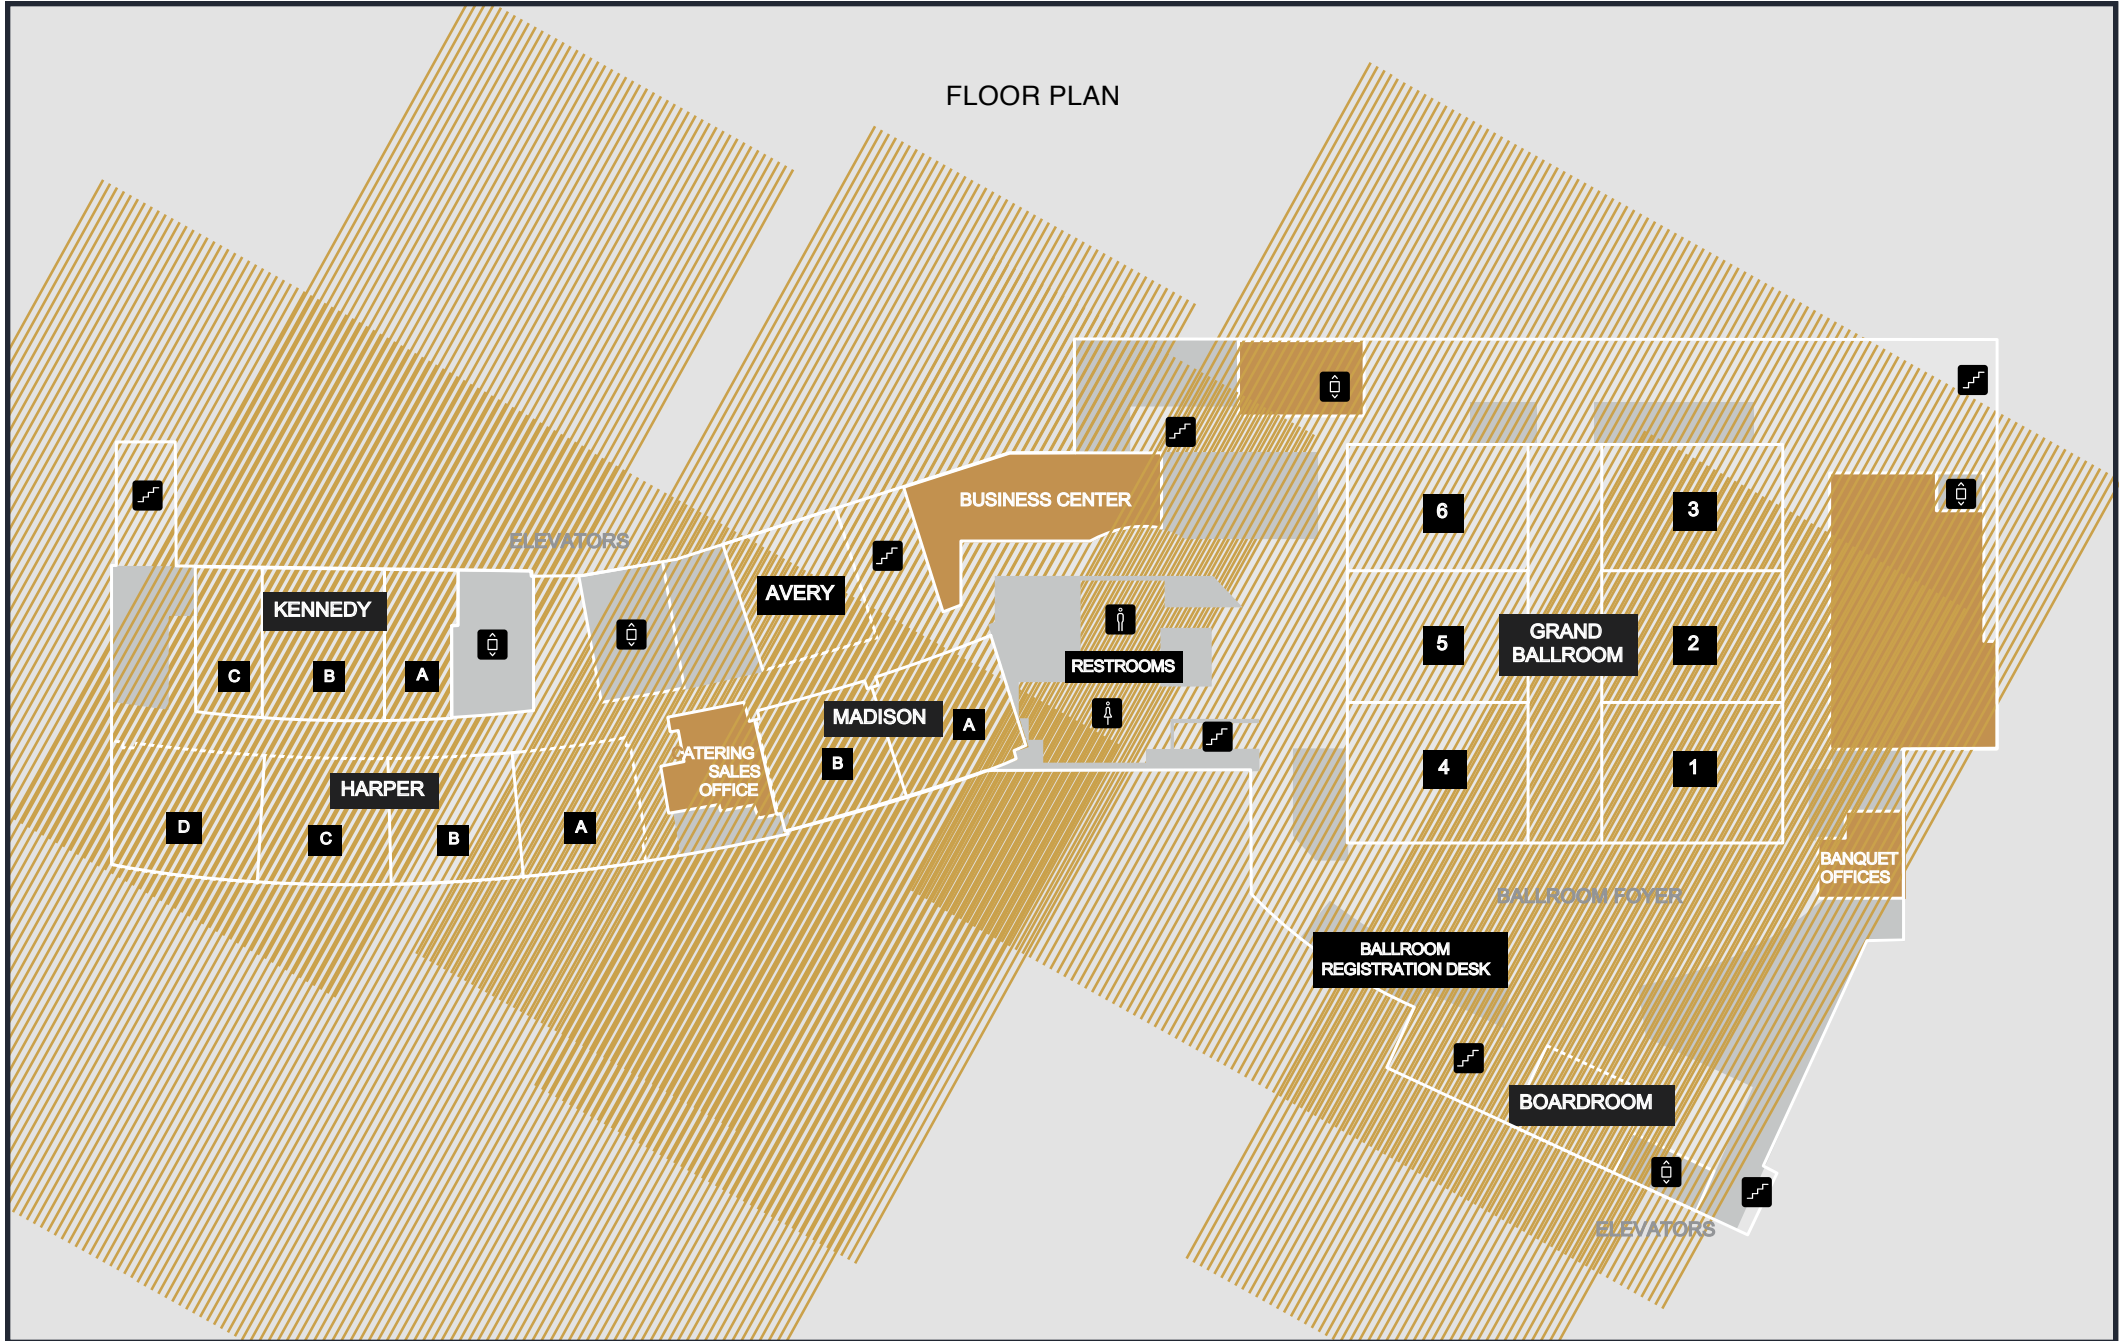 FLOOR PLAN
BUSINESS CENTER
ELEVATORS
AVERY
KENNEDY
C
B
A
RESTROOMS
MADISON
A
B
ATERING
SALES
OFFICE
HARPER
D
C
B
A
6
3
GRAND
BALLROOM
5
2
4
1
BANQUET
OFFICES
BALLROOM FOYER
BALLROOM
REGISTRATION DESK
BOARDROOM
ELEVATORS